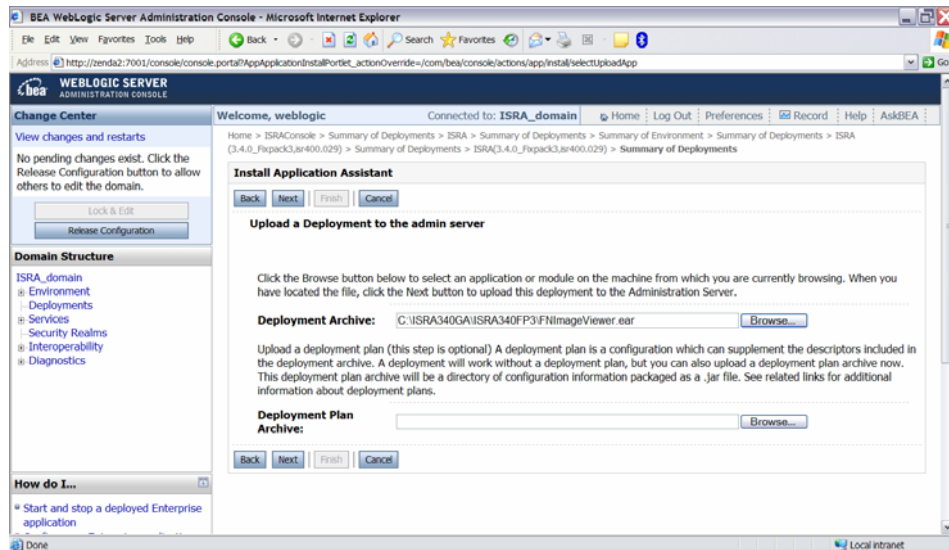 BEA WebLogic Server Administration Console - Microsoft Internet Explorer
File Edit View Favorites Tools Help
Back Search Favorites
Address http://zenda2:7001/console/console.portal?AppApplicationInstallPortlet_actionOverride=/com/bea/console/actions/app/install/selectUploadApp Go
bea WEBLOGIC SERVER
ADMINISTRATION CONSOLE
Change Center
View changes and restarts
No pending changes exist. Click the
Release Configuration button to allow
others to edit the domain.
Lock & Edit
Release Configuration
Domain Structure
ISRA_domain
Environment
Deployments
Services
Security Realms
Interoperability
Diagnostics
How do I...
Start and stop a deployed Enterprise
application
Welcome, weblogic Connected to: ISRA_domain Home Log Out Preferences Record Help AskBEA
Home > ISRAConsole > Summary of Deployments > ISRA > Summary of Deployments > Summary of Environment > Summary of Deployments > ISRA
(3.4.0_Fixpack3,isr400.029) > Summary of Deployments > ISRA(3.4.0_Fixpack3,isr400.029) > Summary of Deployments
Install Application Assistant
Back Next Finish Cancel
Upload a Deployment to the admin server
Click the Browse button below to select an application or module on the machine from which you are currently browsing. When you
have located the file, click the Next button to upload this deployment to the Administration Server.
Deployment Archive: C:\ISRA340GA\ISRA340FP3\FNImageViewer.ear Browse...
Upload a deployment plan (this step is optional) A deployment plan is a configuration which can supplement the descriptors included in
the deployment archive. A deployment will work without a deployment plan, but you can also upload a deployment plan archive now.
This deployment plan archive will be a directory of configuration information packaged as a .jar file. See related links for additional
information about deployment plans.
Deployment Plan
Archive: Browse...
Back Next Finish Cancel
Done Local intranet